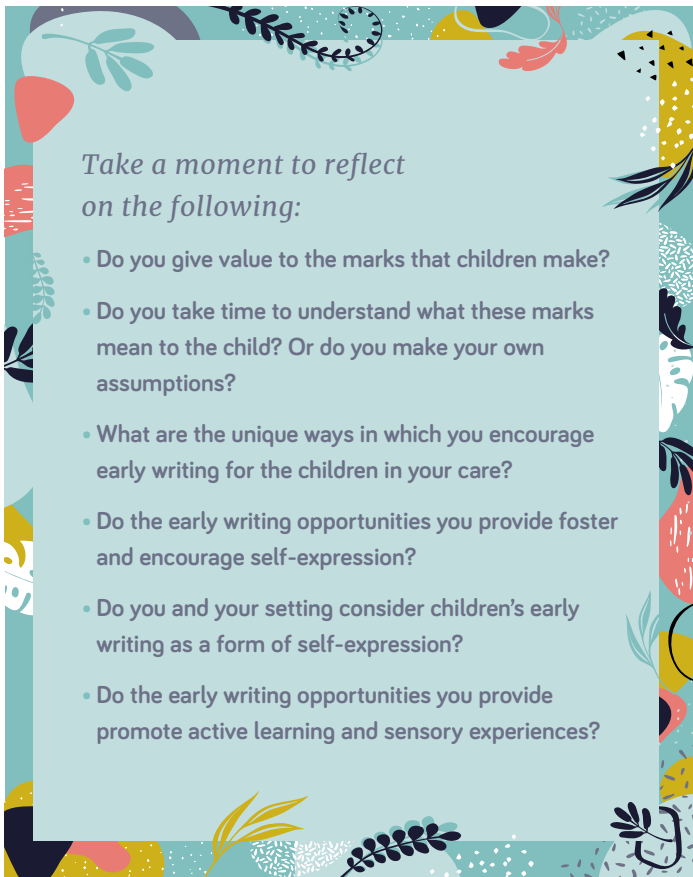 Take a moment to reflect
on the following:
• Do you give value to the marks that children make?
• Do you take time to understand what these marks
mean to the child? Or do you make your own
assumptions?
• What are the unique ways in which you encourage
early writing for the children in your care?
• Do the early writing opportunities you provide foster
and encourage self-expression?
• Do you and your setting consider children’s early
writing as a form of self-expression?
• Do the early writing opportunities you provide
promote active learning and sensory experiences?